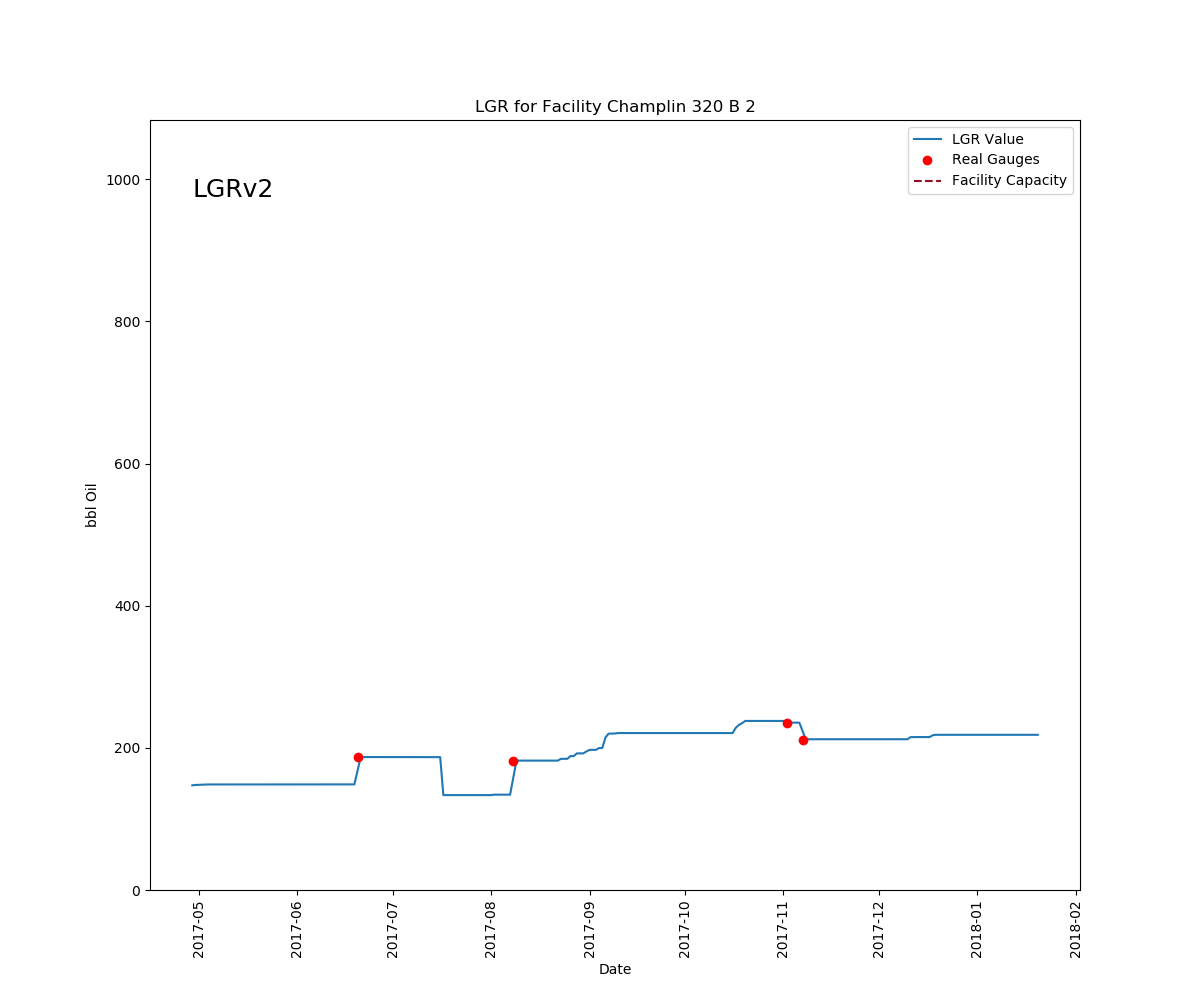 LGR for Facility Champlin 320 B 2
LGR Value
Real Gauges
Facility Capacity
LGRv2
1000
800
600
400
200
0
bbl Oil
2017-05
2017-06
2017-07
2017-08
2017-09
2017-10
2017-11
2017-12
2018-01
2018-02
Date